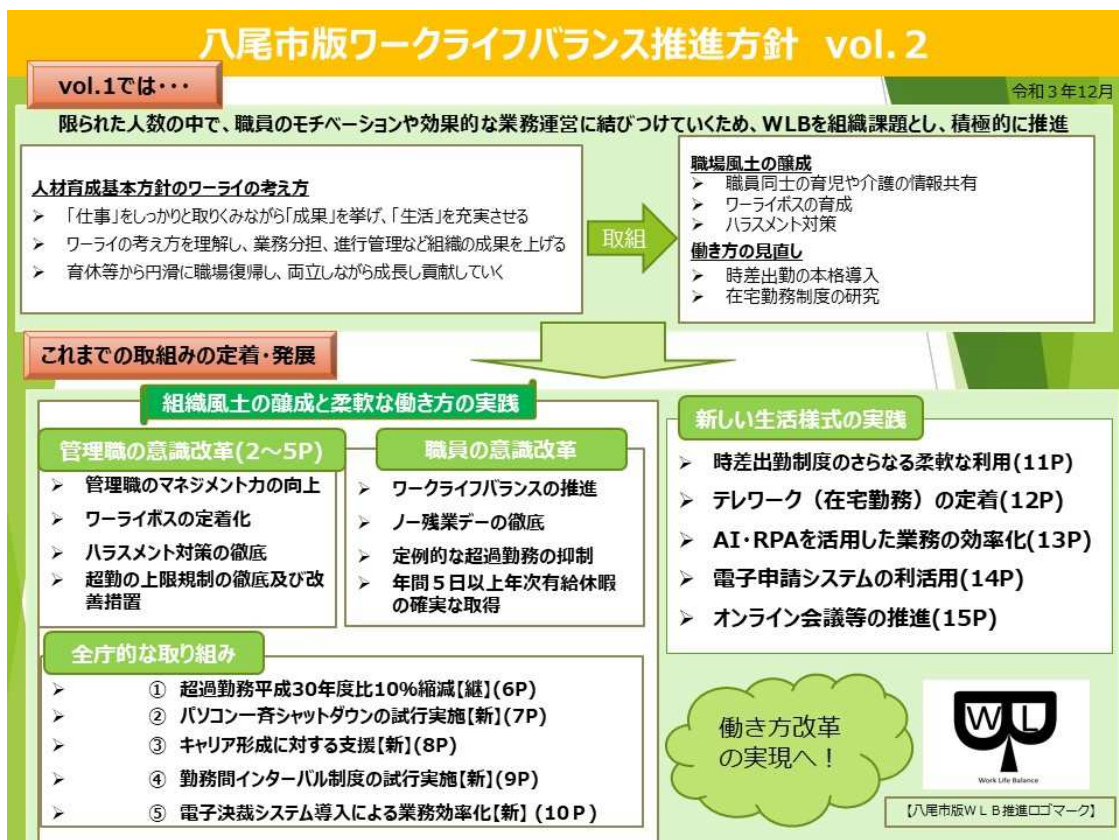 八尾市版ワークライフバランス推進方針 vol.２
vol.1では・・・
令和３年12月
限られた人数の中で、職員のモチベーションや効果的な業務運営に結びつけていくため、WLBを組織課題とし、積極的に推進
人材育成基本方針のワーライの考え方
➢ 「仕事」をしっかりと取りくみながら「成果」を挙げ、「生活」を充実させる
➢ ワーライの考え方を理解し、業務分担、進行管理など組織の成果を上げる
➢ 育休等から円滑に職場復帰し、両立しながら成長し貢献していく
取組
職場風土の醸成
➢ 職員同士の育児や介護の情報共有
➢ ワーライボスの育成
➢ ハラスメント対策
働き方の見直し
➢ 時差出勤の本格導入
➢ 在宅勤務制度の研究
これまでの取組みの定着・発展
組織風土の醸成と柔軟な働き方の実践
管理職の意識改革(2～5P)
➢ 管理職のマネジメント力の向上
➢ ワーライボスの定着化
➢ ハラスメント対策の徹底
➢ 超勤の上限規制の徹底及び改
善措置
職員の意識改革
➢ ワークライフバランスの推進
➢ ノー残業デーの徹底
➢ 定例的な超過勤務の抑制
➢ 年間５日以上年次有給休暇
の確実な取得
全庁的な取り組み
➢ ① 超過勤務平成30年度比10%縮減【継】(6P)
➢ ② パソコン一斉シャットダウンの試行実施【新】(7P)
➢ ③ キャリア形成に対する支援【新】(8P)
➢ ④ 勤務間インターバル制度の試行実施【新】(9P)
➢ ⑤ 電子決裁システム導入による業務効率化【新】(10Ｐ)
新しい生活様式の実践
➢ 時差出勤制度のさらなる柔軟な利用(11P)
➢ テレワーク（在宅勤務）の定着(12P)
➢ AI・RPAを活用した業務の効率化(13P)
➢ 電子申請システムの利活用(14P)
➢ オンライン会議等の推進(15P)
働き方改革
の実現へ！
W L
Work Life Balance
【八尾市版ＷＬＢ推進ロゴマーク】